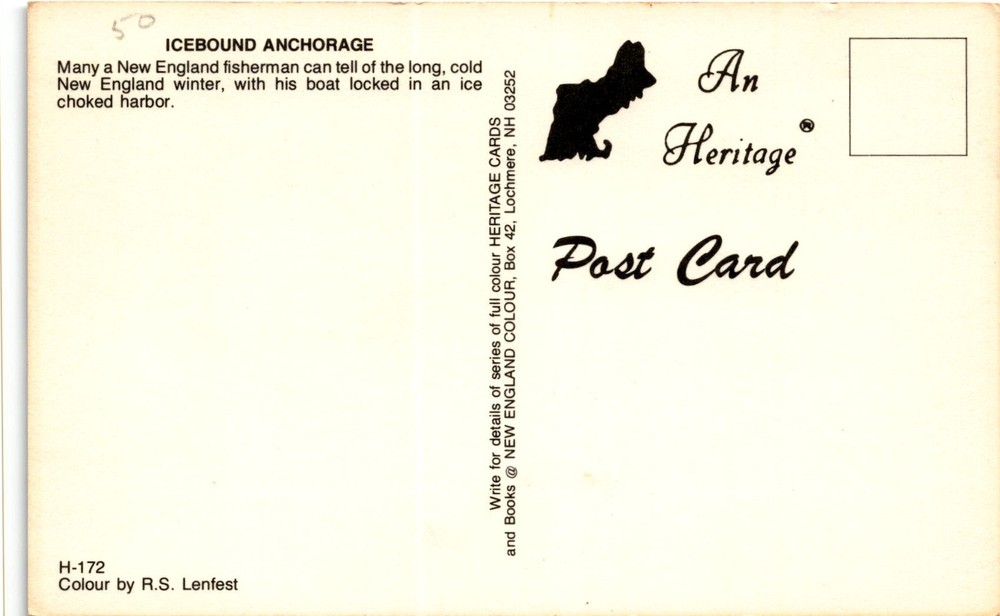 50
ICEBOUND ANCHORAGE
Many a New England fisherman can tell of the long, cold
New England winter, with his boat locked in an ice
choked harbor.
H-172
Colour by R.S. Lenfest
Write for details of series of full colour HERITAGE CARDS
and Books @ NEW ENGLAND COLOUR, Box 42, Lochmere, NH 03252
An
Heritage®
Post Card